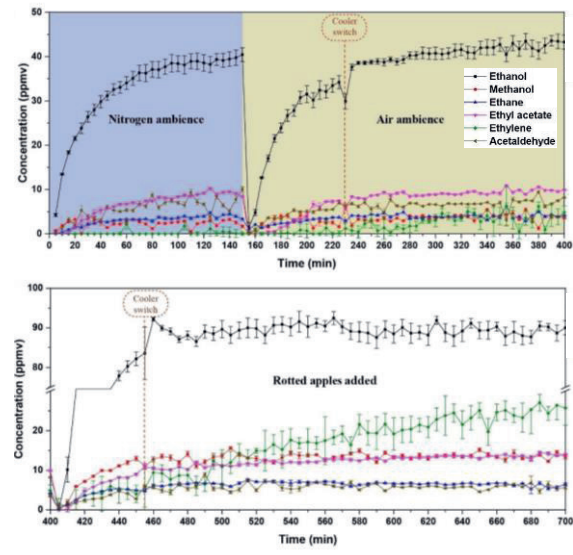 50
40
30
20
10
0
Concentration (ppmv)
Nitrogen ambience
Cooler
switch
Air ambience
Ethanol
Methanol
Ethane
Ethyl acetate
Ethylene
Acetaldehyde
0 20 40 60 80 100 120 140 160 180 200 220 240 260 280 300 320 340 360 380 400
Time (min)
100
90
80
20
10
0
Concentration (ppmv)
Cooler
switch
Rotted apples added
400 420 440 460 480 500 520 540 560 580 600 620 640 660 680 700
Time (min)